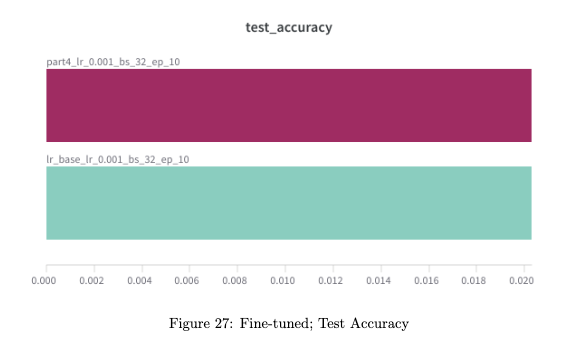 test_accuracy
part4_lr_0.001_bs_32_ep_10
lr_base_lr_0.001_bs_32_ep_10
0.000 0.002 0.004 0.006 0.008 0.010 0.012 0.014 0.016 0.018 0.020
Figure 27: Fine-tuned; Test Accuracy